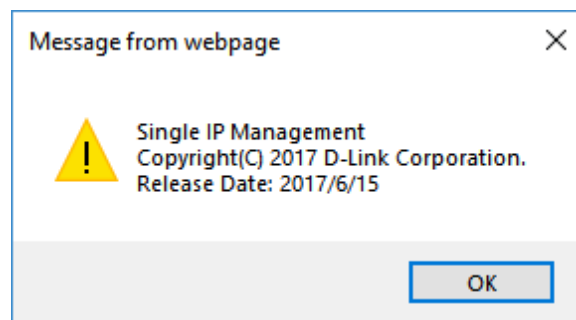 Message from webpage
Single IP Management
Copyright(C) 2017 D-Link Corporation.
Release Date: 2017/6/15
OK